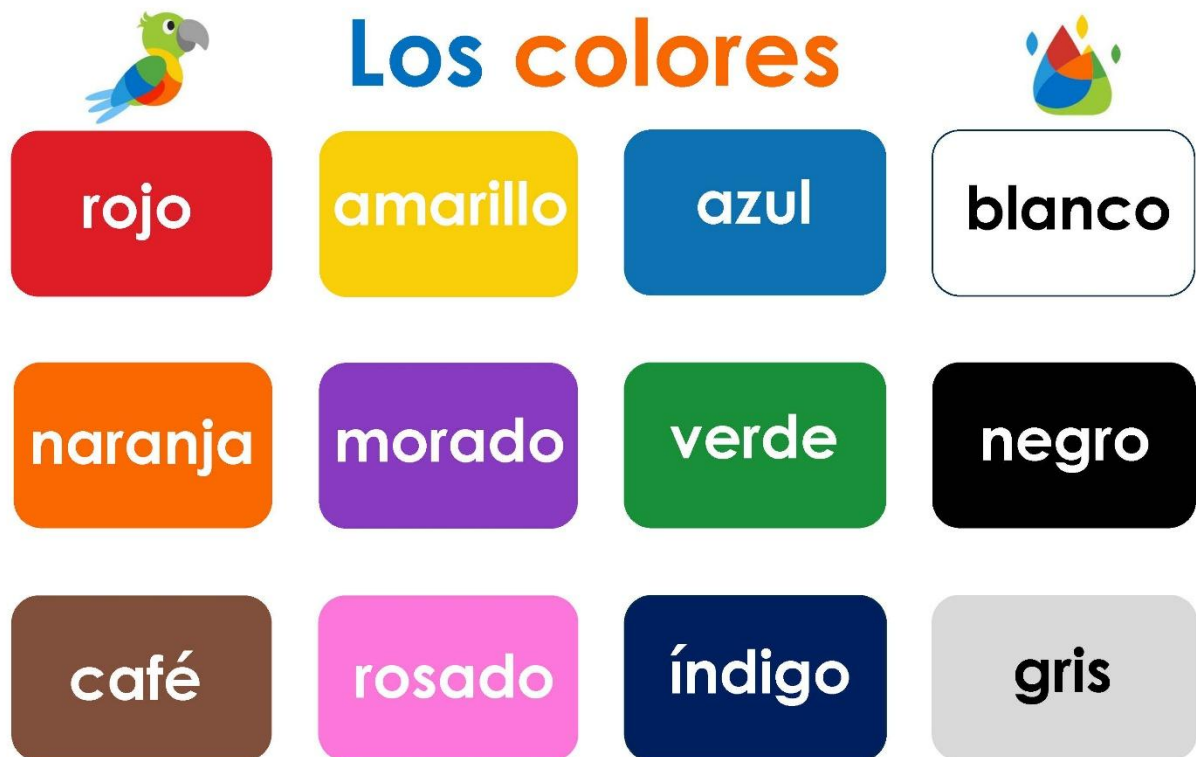 Los colores
rojo
amarillo
azul
blanco
naranja
morado
verde
negro
café
rosado
índigo
gris